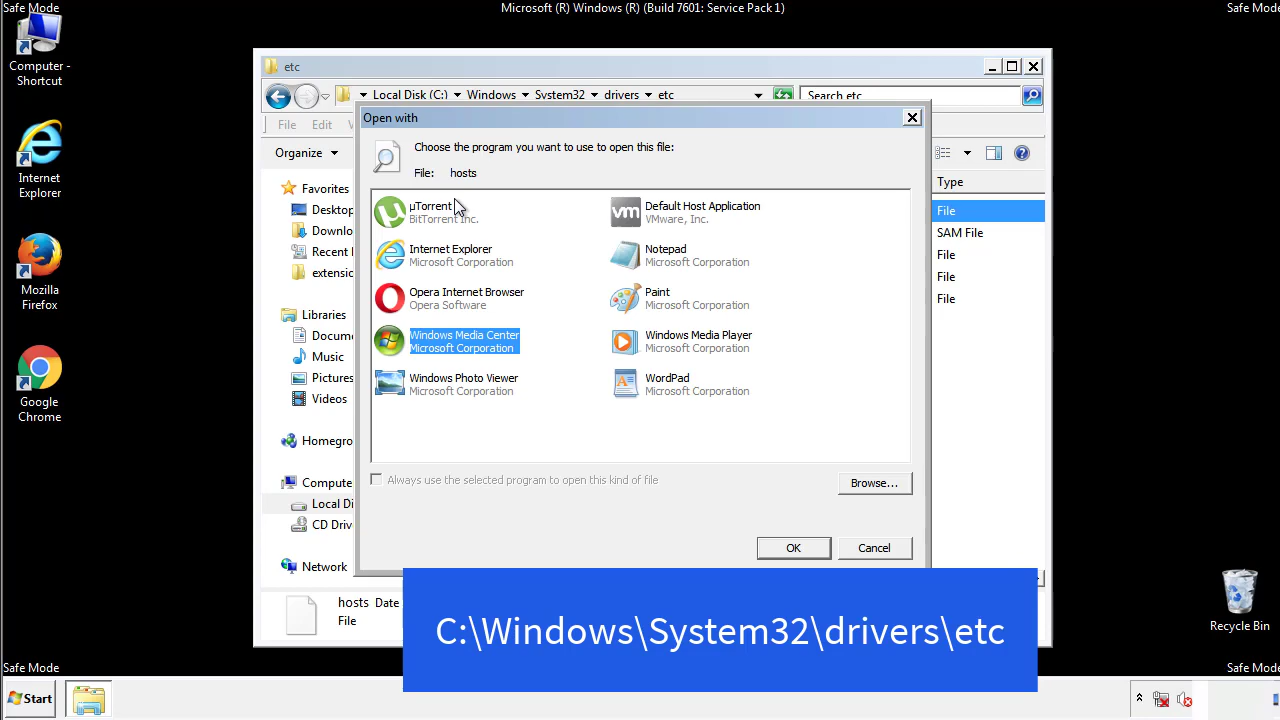 Safe Mode
Microsoft (R) Windows (R) (Build 7601: Service Pack 1)
Safe Mode
Computer -
Shortcut
Internet
Explorer
Mozilla
Firefox
Google
Chrome
etc
Local Disk (C:)
Windows
System32
drivers
etc
Search etc
File
Edit
V
Organize
Favorites
Desktop
Downlo
Recent
extensio
Libraries
Docume
Music
Pictures
Videos
Homegro
Compute
Local Di
CD Driv
Network
hosts Date
File
Type
File
SAM File
File
File
File
Open with
Choose the program you want to use to open this file:
File: hosts
µTorrent
BitTorrent Inc.
Default Host Application
VMware, Inc.
Internet Explorer
Microsoft Corporation
Notepad
Microsoft Corporation
Opera Internet Browser
Opera Software
Paint
Microsoft Corporation
Windows Media Center
Microsoft Corporation
Windows Media Player
Microsoft Corporation
Windows Photo Viewer
Microsoft Corporation
WordPad
Microsoft Corporation
Always use the selected program to open this kind of file
Browse...
OK
Cancel
C:\Windows\System32\drivers\etc
Recycle Bin
Safe Mode
Safe Mode
Start